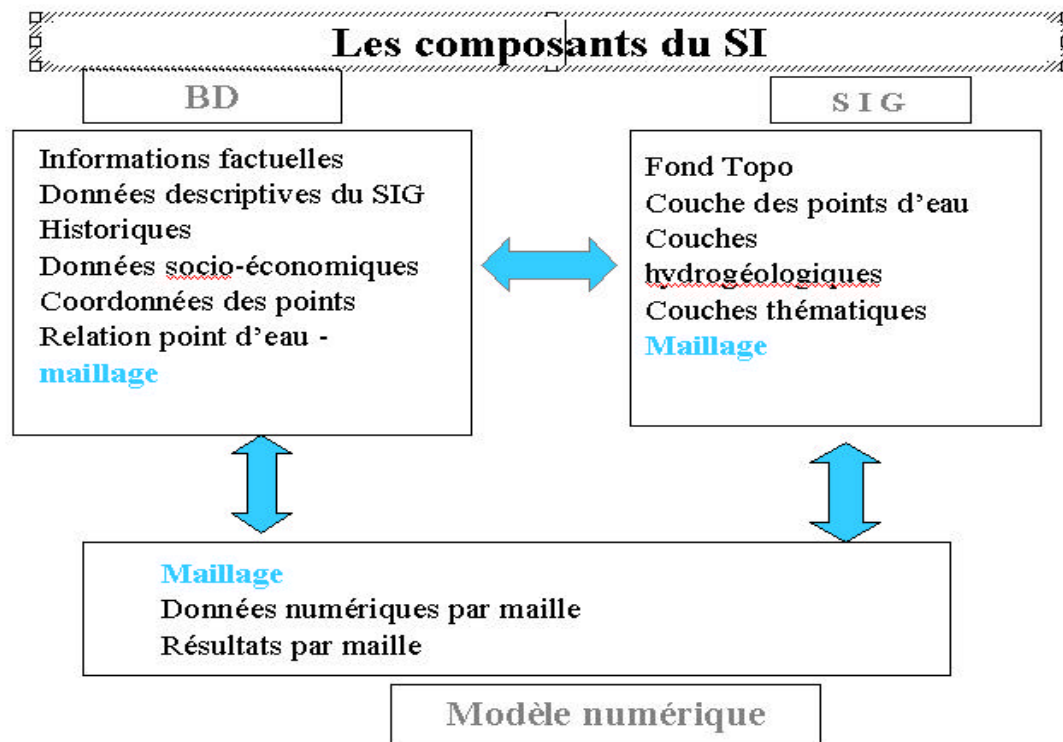 Les composants du SI
BD
Informations factuelles
Données descriptives du SIG
Historiques
Données socio-économiques
Coordonnées des points
Relation point d’eau -
maillage
S I G
Fond Topo
Couche des points d’eau
Couches
hydrogéologiques
Couches thématiques
Maillage
Maillage
Données numériques par maille
Résultats par maille
Modèle numérique